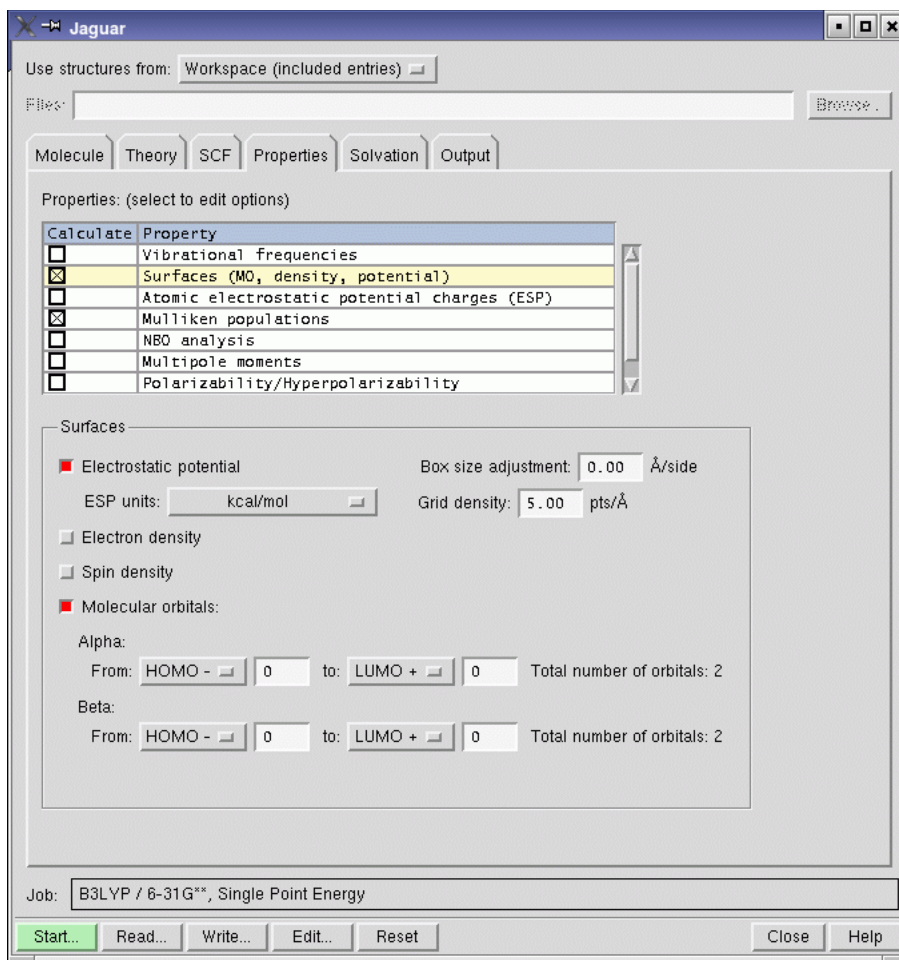 Jaguar
Use structures from: Workspace (included entries)
Files: Browse...
Molecule Theory SCF Properties Solvation Output
Properties: (select to edit options)
Calculate Property
Vibrational frequencies
Surfaces (MO, density, potential)
Atomic electrostatic potential charges (ESP)
Mulliken populations
NBO analysis
Multipole moments
Polarizability/Hyperpolarizability
Surfaces
Electrostatic potential Box size adjustment: 0.00 Å/side
ESP units: kcal/mol Grid density: 5.00 pts/Å
Electron density
Spin density
Molecular orbitals:
Alpha:
From: HOMO - 0 to: LUMO + 0 Total number of orbitals: 2
Beta:
From: HOMO - 0 to: LUMO + 0 Total number of orbitals: 2
Job: B3LYP / 6-31G**, Single Point Energy
Start... Read... Write... Edit... Reset Close Help